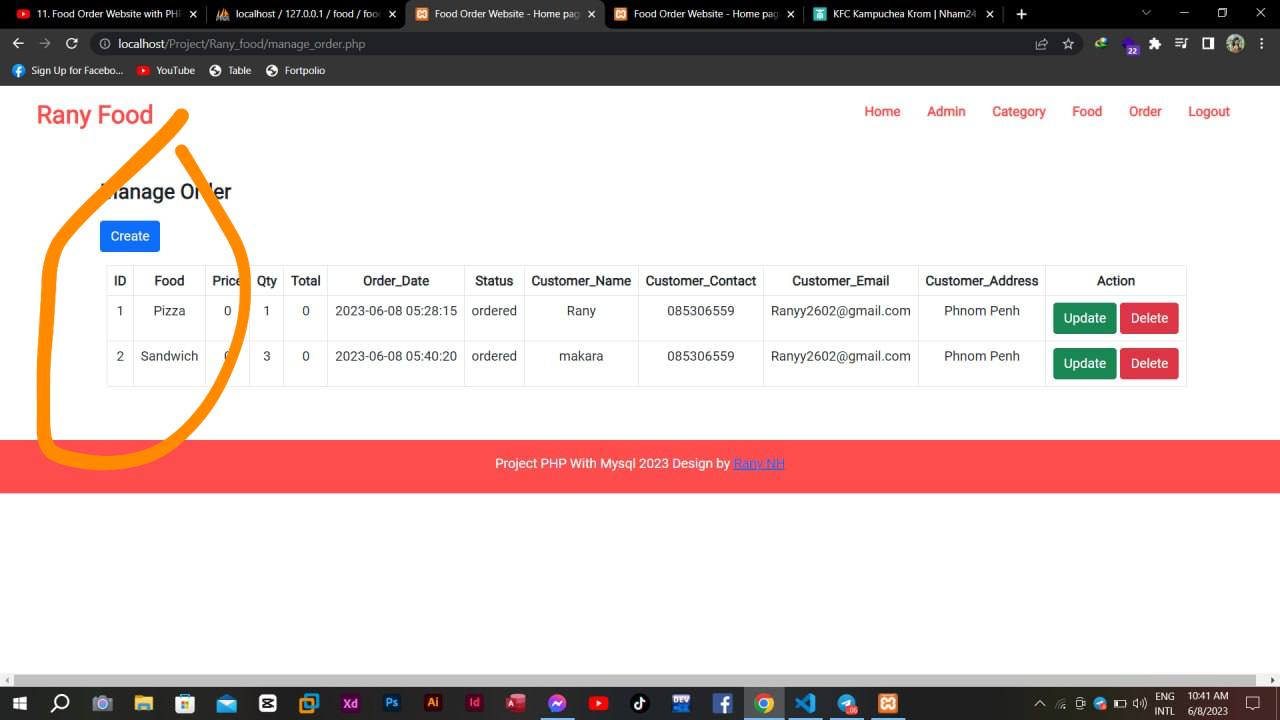 11. Food Order Website with PH
localhost / 127.0.0.1 / food / foo
Food Order Website - Home pag
Food Order Website - Home pag
KFC Kampuchea Krom | Nham24
localhost/Project/Rany_food/manage_order.php
22
Sign Up for Facebo... YouTube Table Fortpolio
Rany Food
Home Admin Category Food Order Logout
Manage Order
Create
ID Food Price Qty Total Order_Date Status Customer_Name Customer_Contact Customer_Email Customer_Address Action
1 Pizza 0 1 0 2023-06-08 05:28:15 ordered Rany 085306559 Ranyy2602@gmail.com Phnom Penh Update Delete
2 Sandwich 0 3 0 2023-06-08 05:40:20 ordered makara 085306559 Ranyy2602@gmail.com Phnom Penh Update Delete
Project PHP With Mysql 2023 Design by Rany NH
Xd Ps Ai Id A DEV
ENG 10:41 AM
INTL 6/8/2023